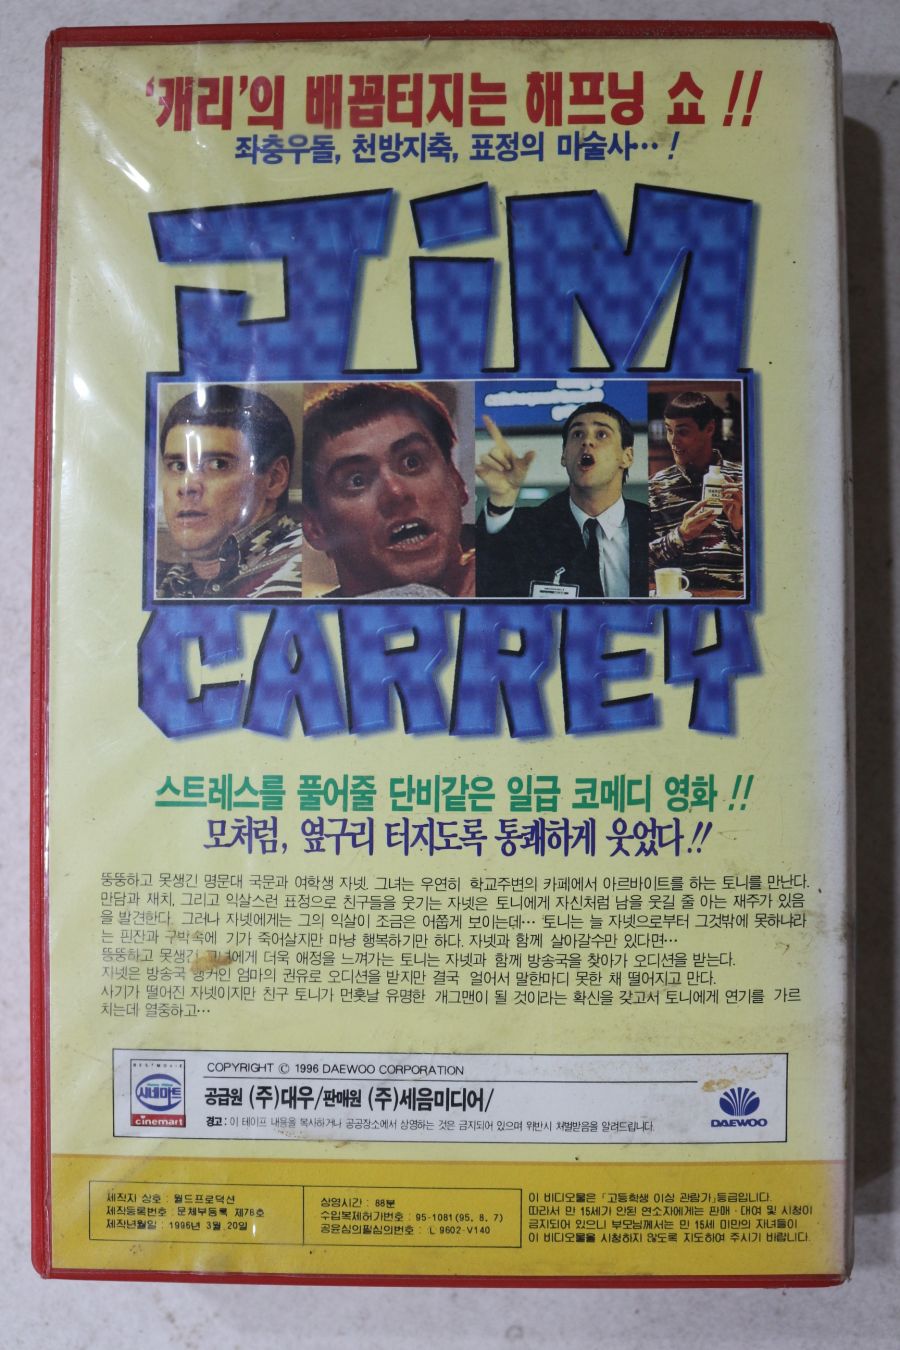 '캐리'의 배꼽터지는 해프닝 쇼 !!
좌충우돌, 천방지축, 표정의 마술사… !
JiM
CARREY
스트레스를 풀어줄 단비같은 일급 코메디 영화 !!
모처럼, 옆구리 터지도록 통쾌하게 웃었다!!
뚱뚱하고 못생긴 명문대 국문과 여학생 자넷. 그녀는 우연히 학교주변의 카페에서 아르바이트를 하는 토니를 만난다.
만담과 재치, 그리고 익살스런 표정으로 친구들을 웃기는 자넷은 토니에게 자신처럼 남을 웃길 줄 아는 재주가 있음
을 발견한다. 그러나 자넷에게는 그의 익살이 조금은 어쭙게 보이는데… 토니는 늘 자넷으로부터 그것밖에 못하냐라
는 핀잔과 구박속에 기가 죽어살지만 마냥 행복하기만 하다. 자넷과 함께 살아갈수만 있다면…
뚱뚱하고 못생긴 에게 더욱 애정을 느껴가는 토니는 자넷과 함께 방송국을 찾아가 오디션을 받는다.
자넷은 방송국 앵커인 엄마의 권유로 오디션을 받지만 결국 얼어서 말한마디 못한 채 떨어지고 만다.
사기가 떨어진 자넷이지만 친구 토니가 먼훗날 유명한 개그맨이 될 것이라는 확신을 갖고서 토니에게 연기를 가르
치는데 열중하고…
BESTMOVIE
씨네마트
cinemart
COPYRIGHT © 1996 DAEWOO CORPORATION
공급원 (주)대우/판매원 (주)세음미디어/
경고 : 이 테이프 내용을 복사하거나 공공장소에서 상영하는 것은 금지되어 있으며 위반시 처벌받음을 알려드립니다.
DAEWOO
제작자 상호 : 월드프로덕션
제작등록번호 : 문체부등록 제76호
제작년월일 : 1996년 3월 20일
상영시간 : 88분
수입복제허가번호 : 95-1081(95. 8. 7)
공윤심의필심의번호 : L 9602-V140
이 비디오물은 「고등학생 이상 관람가」등급입니다.
따라서 만 15세가 안된 연소자에게는 판매·대여 및 시청이
금지되어 있으니 부모님께서는 만 15세 미만의 자녀들이
이 비디오물을 시청하지 않도록 지도하여 주시기 바랍니다.